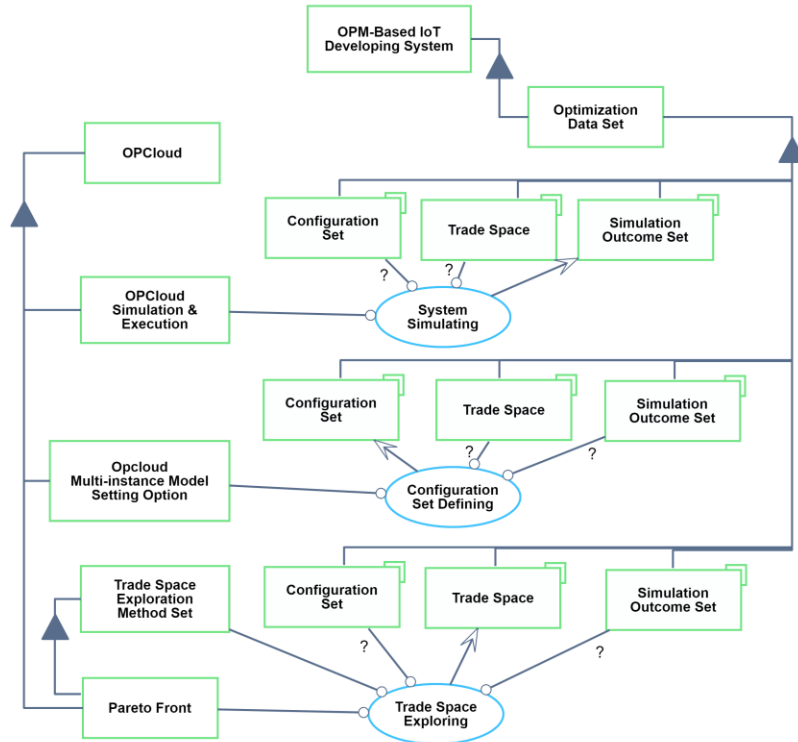 OPM-Based IoT
Developing System
Optimization
Data Set
OPCloud
Configuration
Set
Trade Space
Simulation
Outcome Set
?
?
OPCloud
Simulation &
Execution
System
Simulating
Configuration
Set
Trade Space
Simulation
Outcome Set
?
?
Opcloud
Multi-instance Model
Setting Option
Configuration
Set Defining
Trade Space
Exploration
Method Set
Configuration
Set
Trade Space
Simulation
Outcome Set
?
?
Pareto Front
Trade Space
Exploring